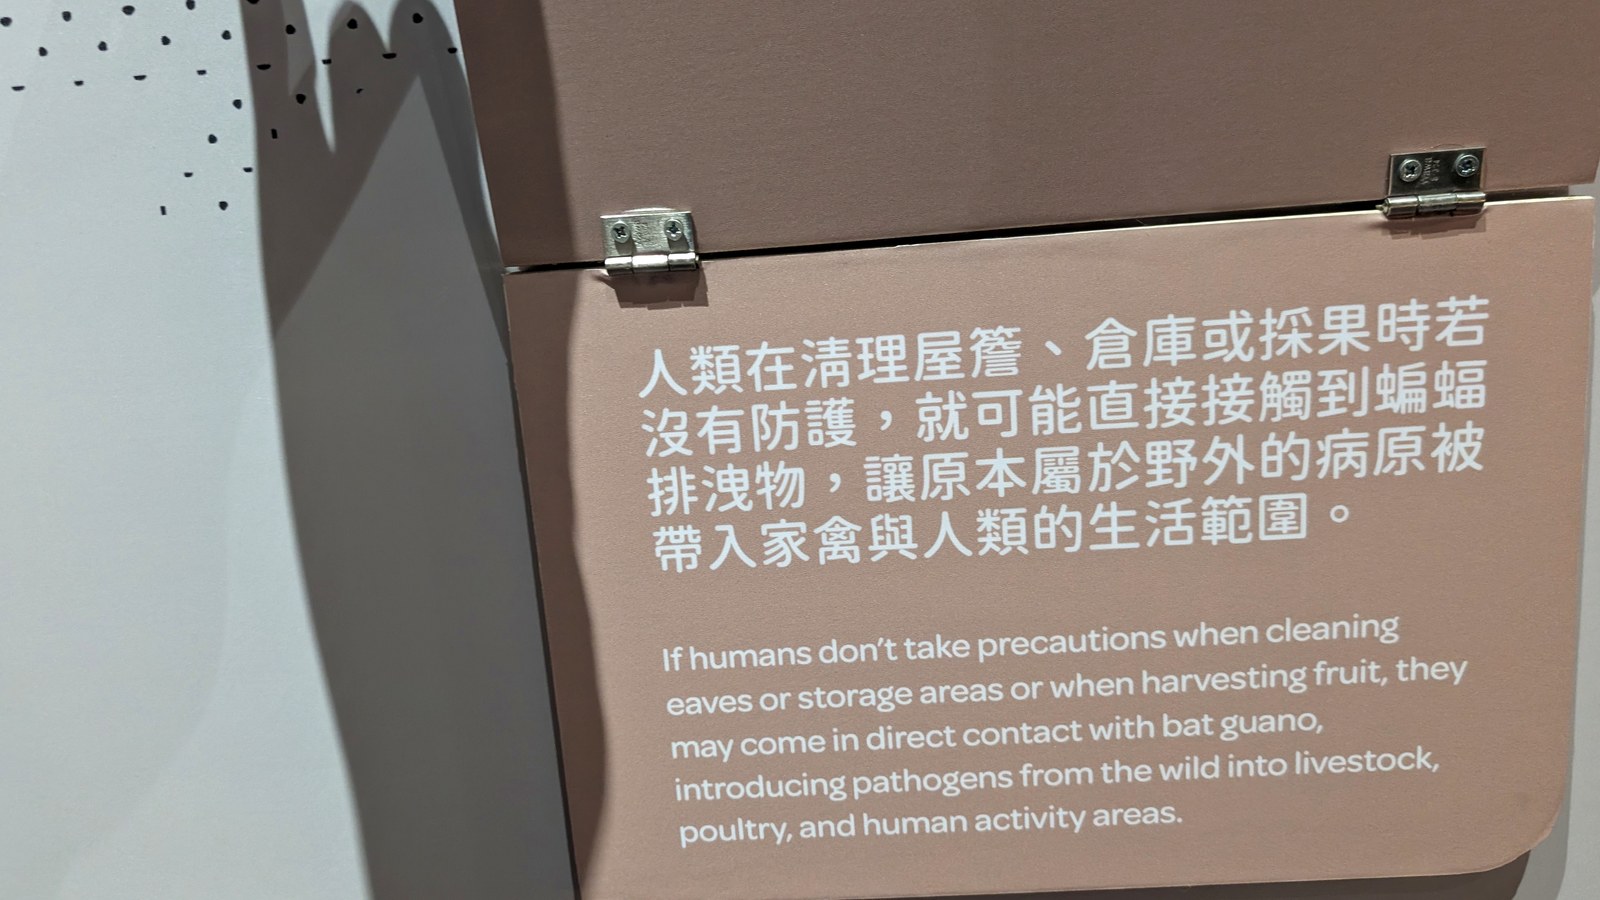 人類在清理屋簷、倉庫或採果時若
沒有防護，就可能直接接觸到蝙蝠
排洩物，讓原本屬於野外的病原被
帶入家禽與人類的生活範圍。
If humans don't take precautions when cleaning
eaves or storage areas or when harvesting fruit, they
may come in direct contact with bat guano,
introducing pathogens from the wild into livestock,
poultry, and human activity areas.